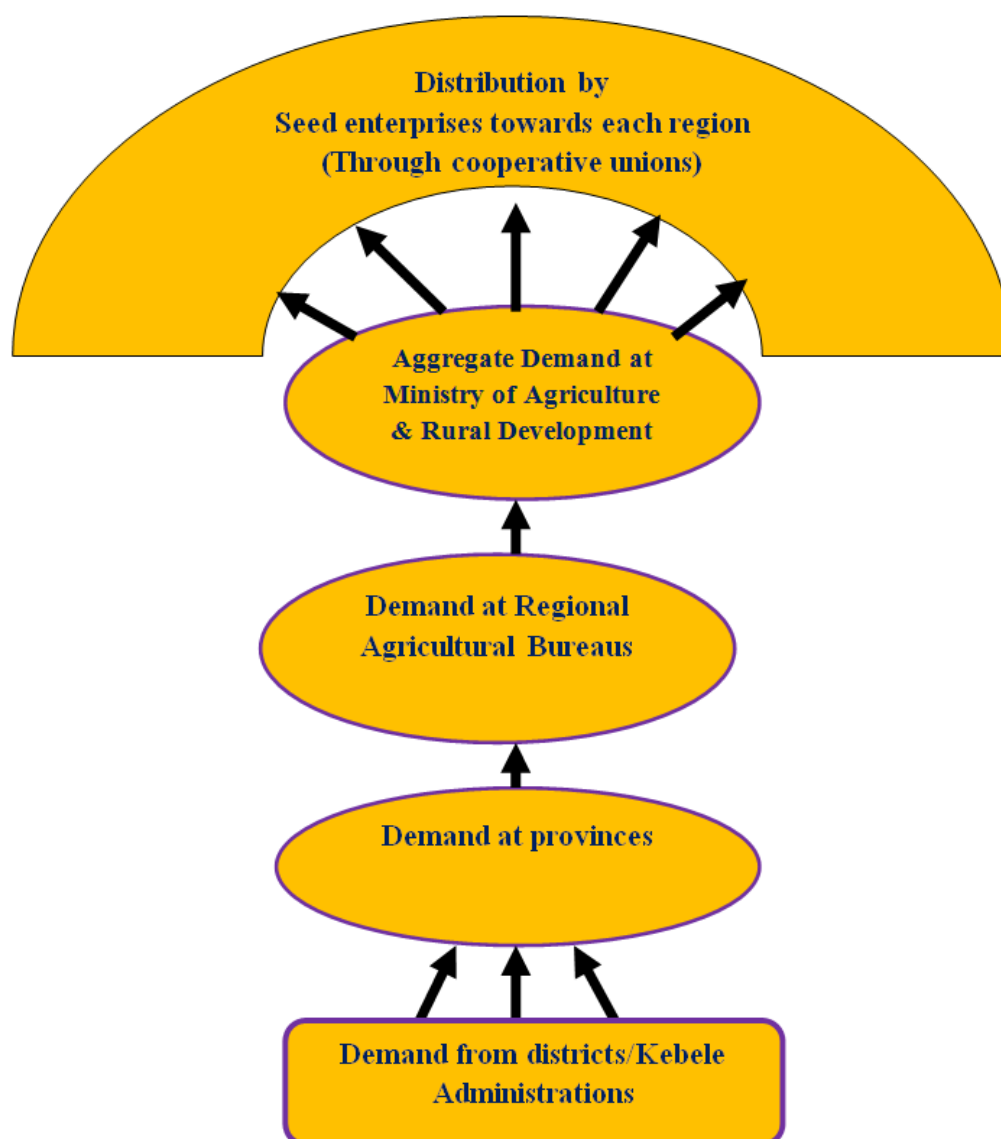 Distribution by
Seed enterprises towards each region
(Through cooperative unions)
Aggregate Demand at
Ministry of Agriculture
& Rural Development
Demand at Regional
Agricultural Bureaus
Demand at provinces
Demand from districts/Kebele
Administrations